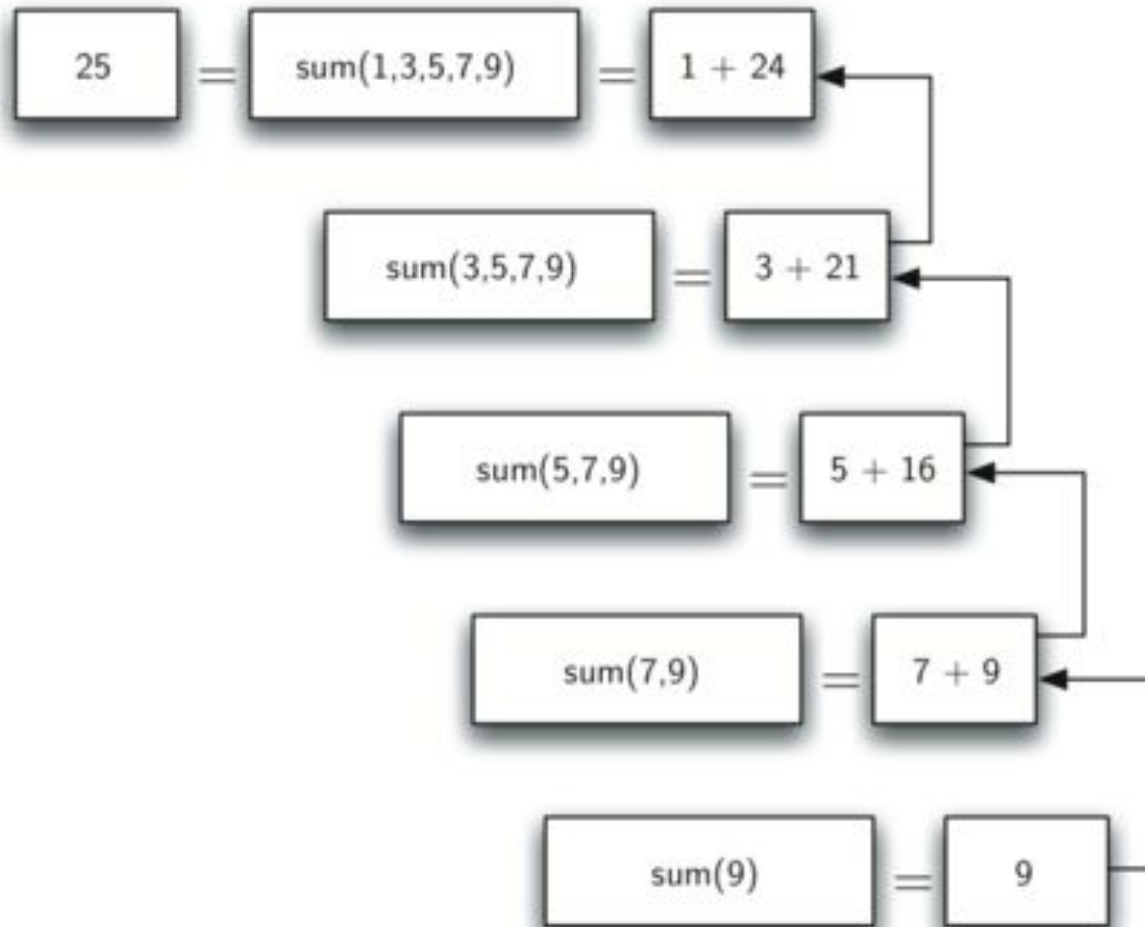 25 = sum(1,3,5,7,9) = 1 + 24
sum(3,5,7,9) = 3 + 21
sum(5,7,9) = 5 + 16
sum(7,9) = 7 + 9
sum(9) = 9